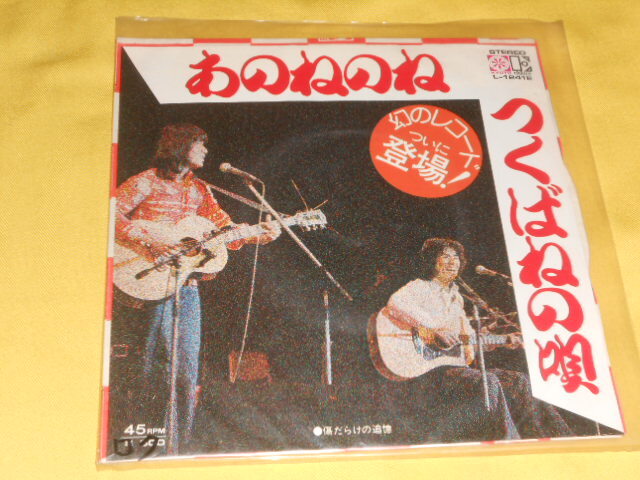 あのねのね
STEREO
L-1241E
幻のレコード
ついに
登場!
つくばねの唄
45RPM
●傷だらけの追憶